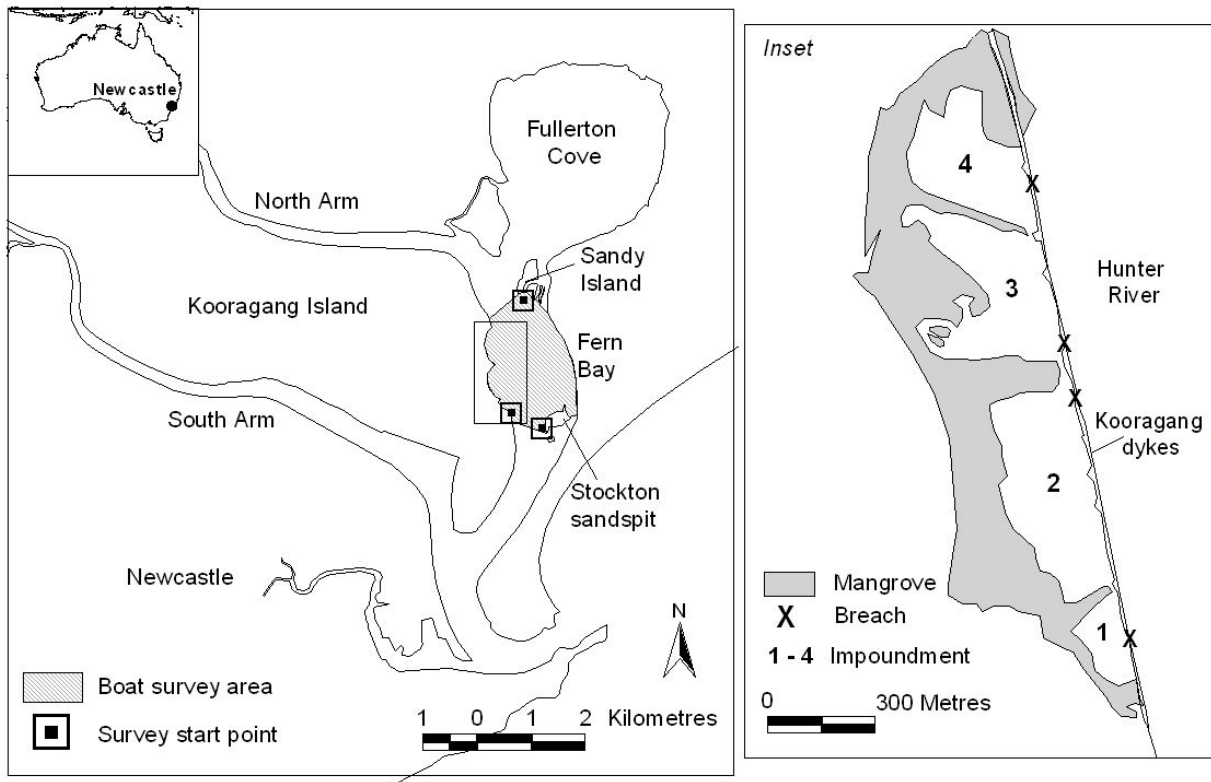 Newcastle
Fullerton
Cove
North Arm
Sandy
Island
Kooragang Island
Fern
Bay
South Arm
Stockton
sandspit
Newcastle
N
Boat survey area
Survey start point
1 0 1 2 Kilometres
Inset
4
Hunter
River
3
Kooragang
dykes
2
Mangrove
X Breach
1 - 4 Impoundment
1
0 300 Metres
X
X
X
X